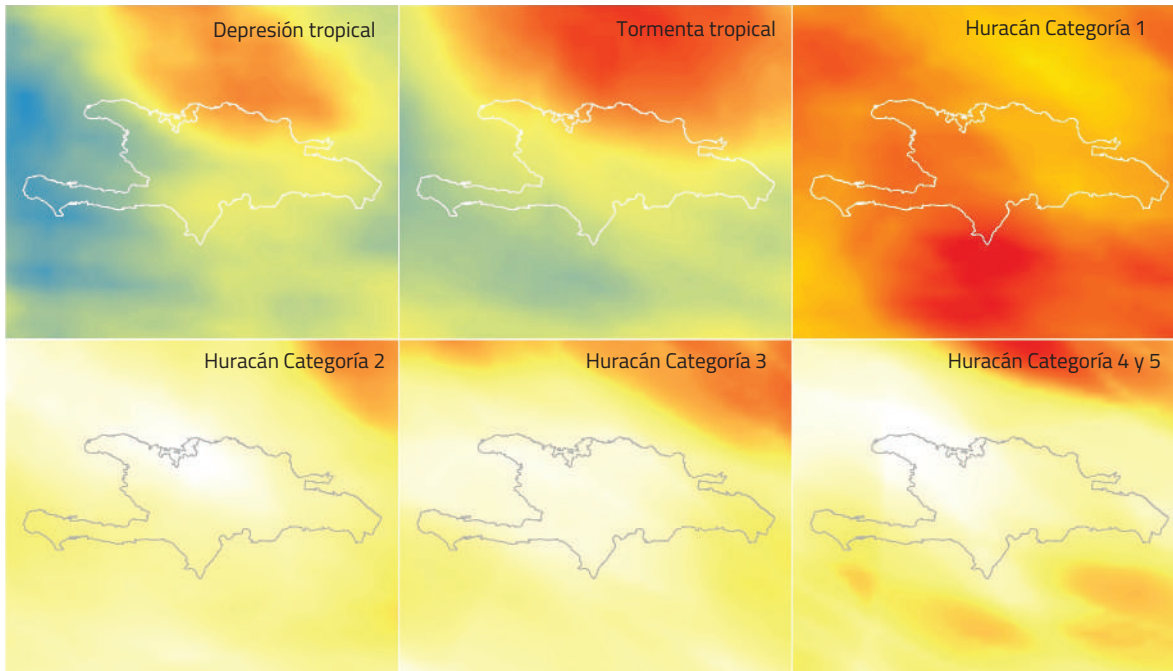 Depresión tropical
Tormenta tropical
Huracán Categoría 1
Huracán Categoría 2
Huracán Categoría 3
Huracán Categoría 4 y 5